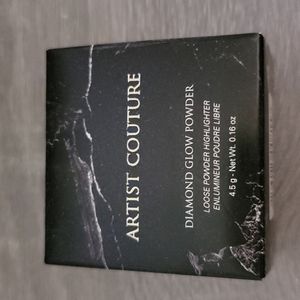 ARTIST COUTURE
DIAMOND GLOW POWDER
LOOSE POWDER HIGHLIGHTER
ENLUMINEUR POUDRE LIBRE
4.5 g - Net Wt. 0.16 oz